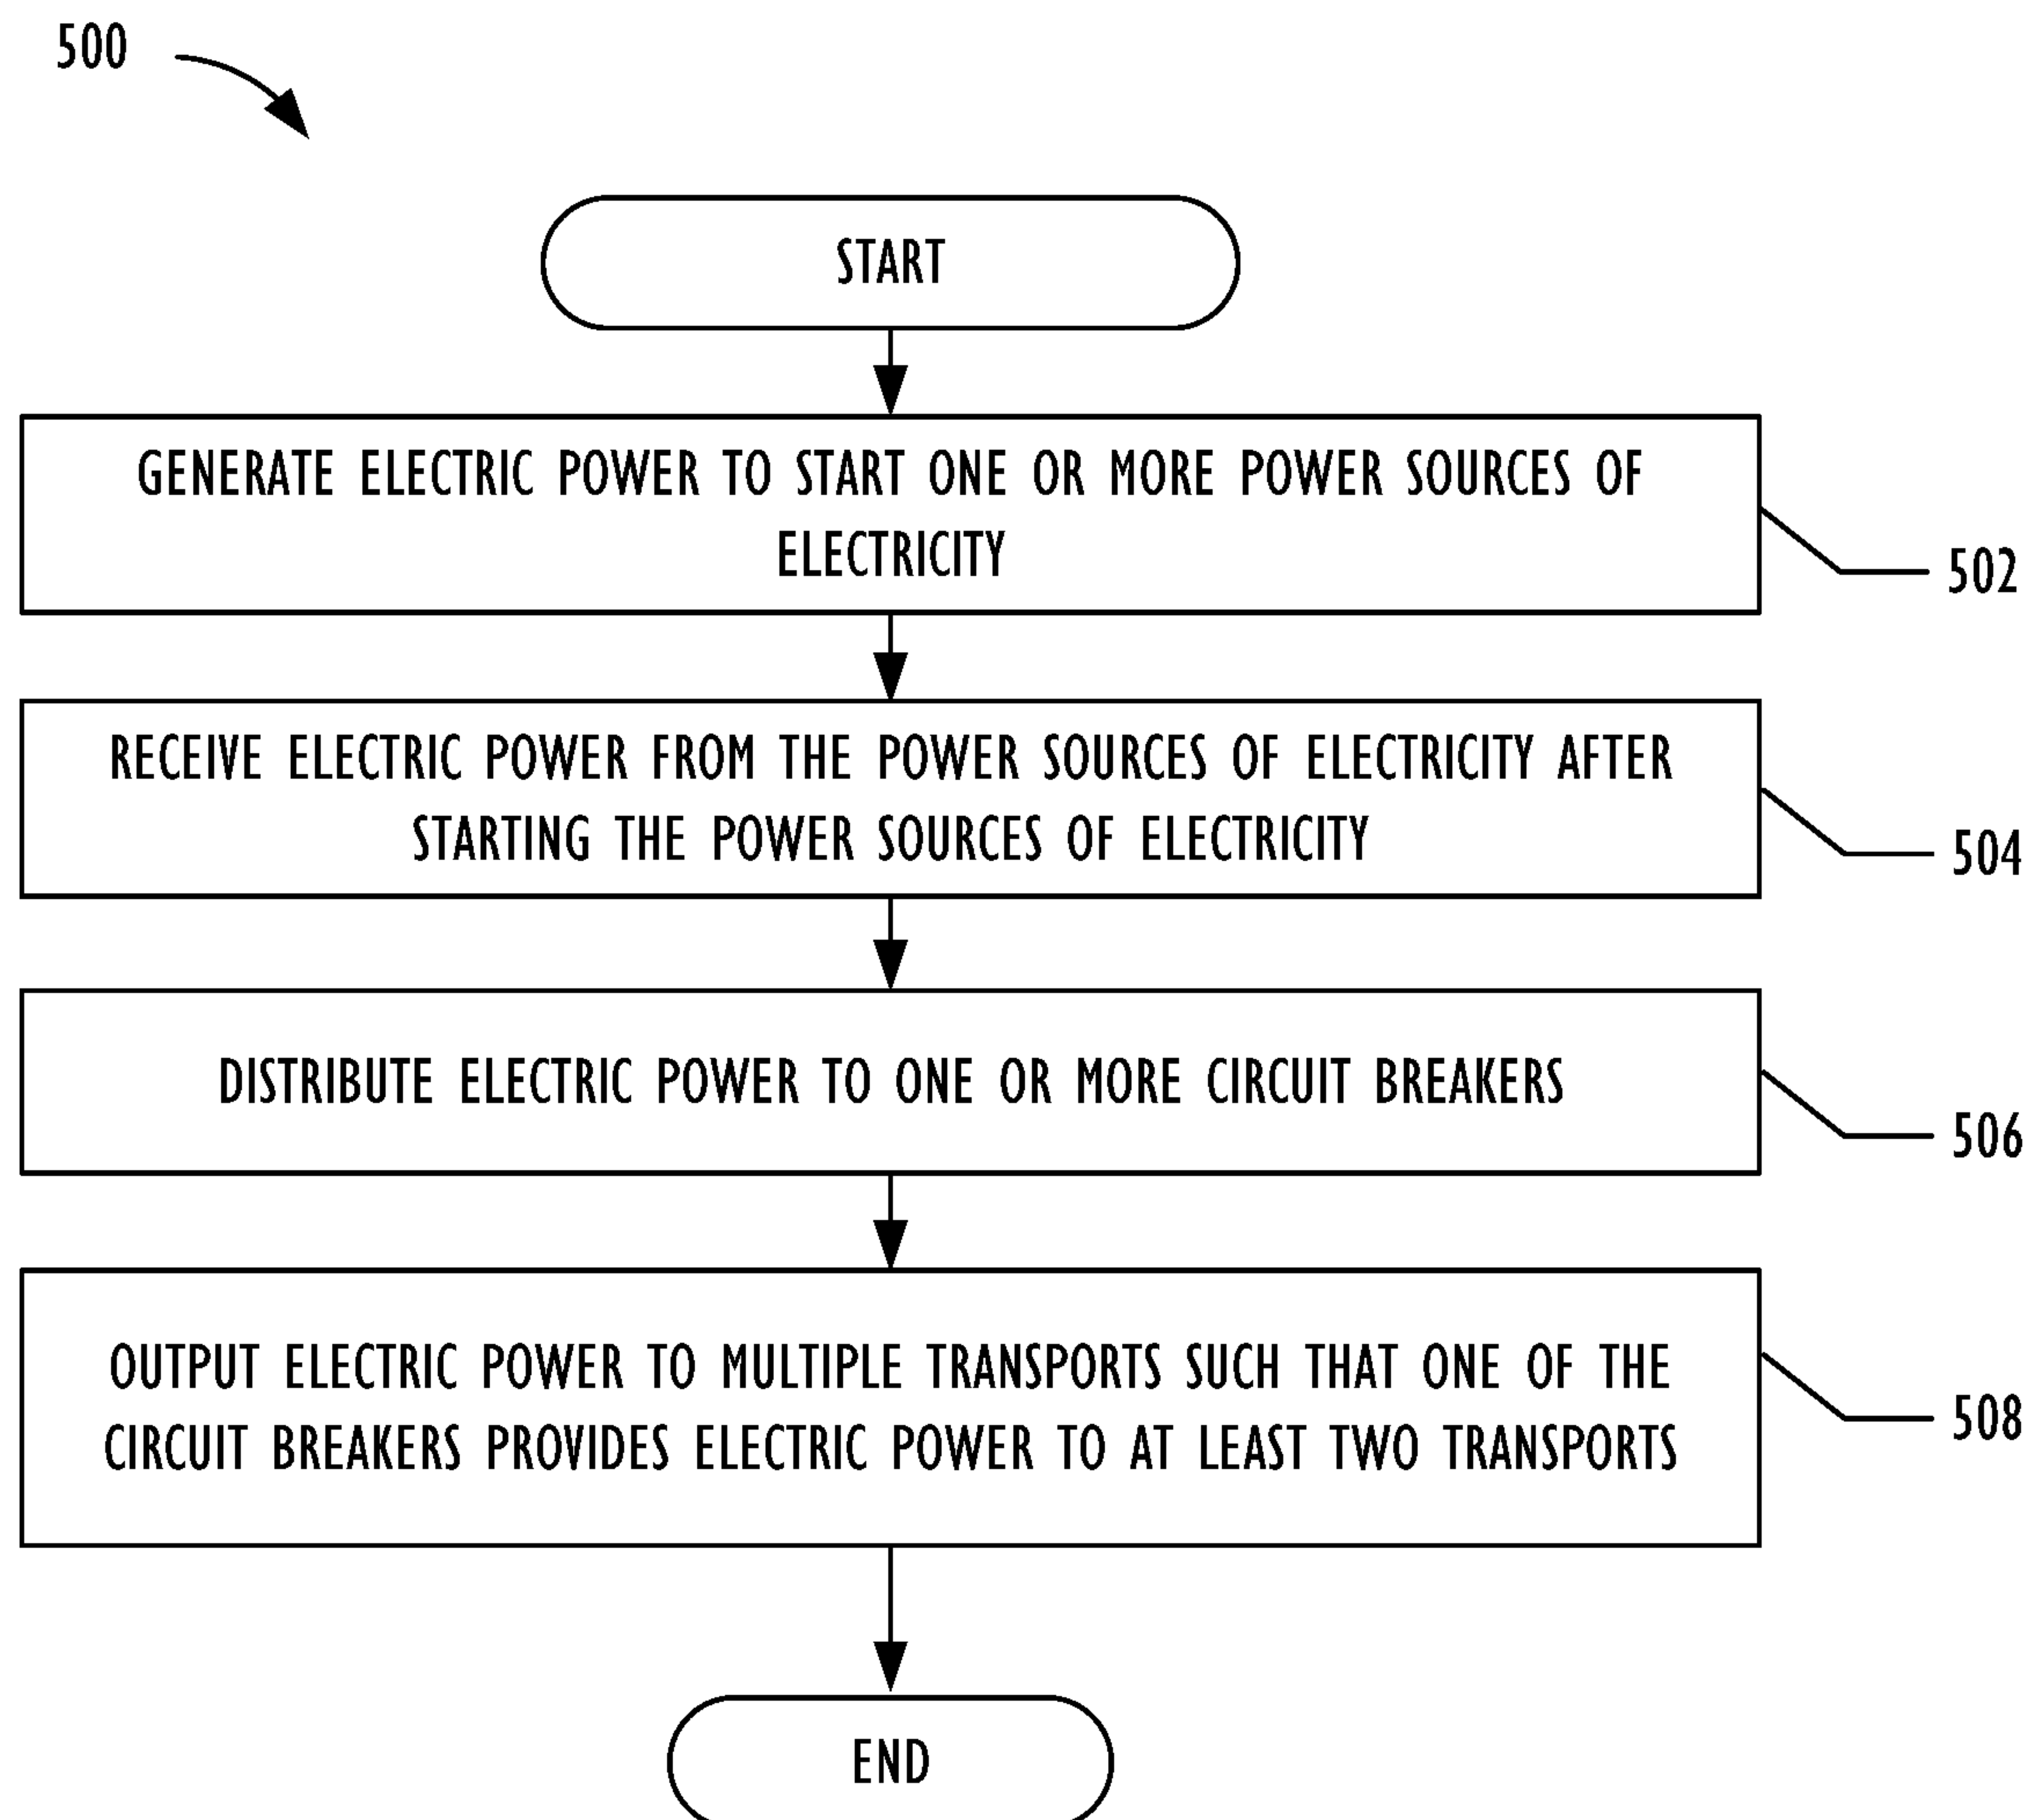 500
START
GENERATE ELECTRIC POWER TO START ONE OR MORE POWER SOURCES OF
ELECTRICITY
502
RECEIVE ELECTRIC POWER FROM THE POWER SOURCES OF ELECTRICITY AFTER
STARTING THE POWER SOURCES OF ELECTRICITY
504
DISTRIBUTE ELECTRIC POWER TO ONE OR MORE CIRCUIT BREAKERS
506
OUTPUT ELECTRIC POWER TO MULTIPLE TRANSPORTS SUCH THAT ONE OF THE
CIRCUIT BREAKERS PROVIDES ELECTRIC POWER TO AT LEAST TWO TRANSPORTS
508
END